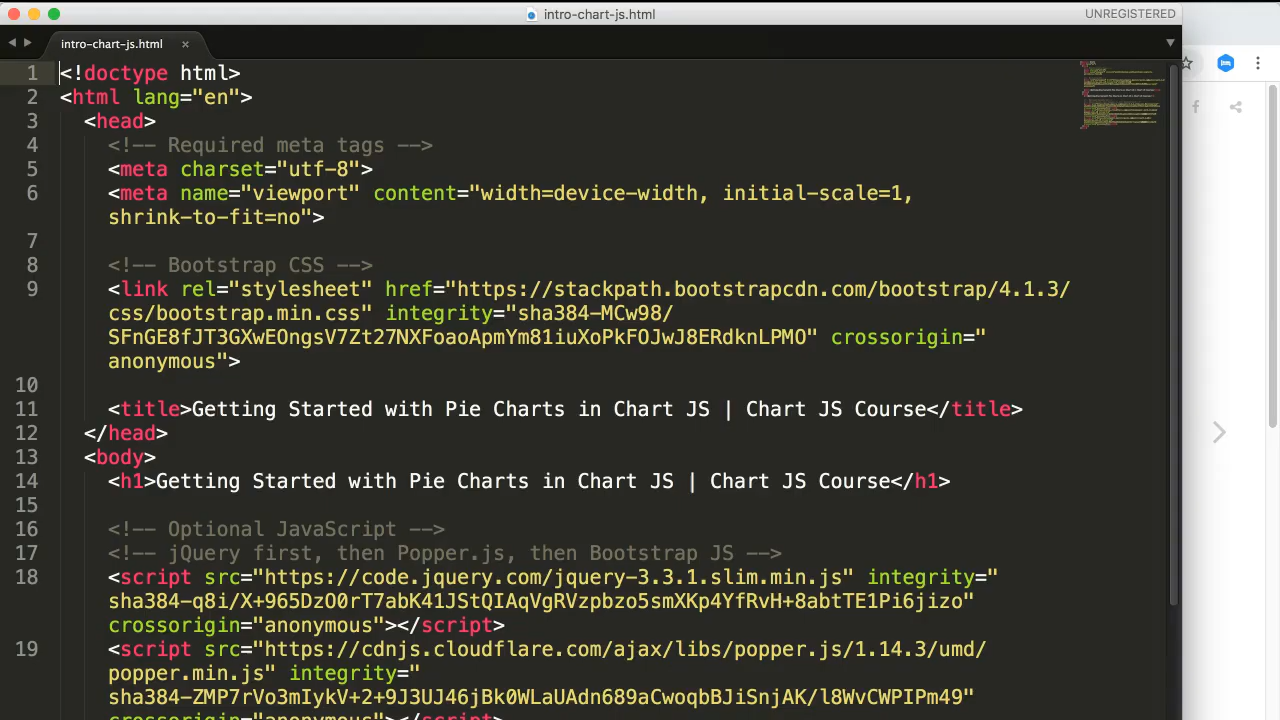 intro-chart-js.html
UNREGISTERED
intro-chart-js.html
1 <!doctype html>
2 <html lang="en">
3 <head>
4 <!-- Required meta tags -->
5 <meta charset="utf-8">
6 <meta name="viewport" content="width=device-width, initial-scale=1,
shrink-to-fit=no">
7
8 <!-- Bootstrap CSS -->
9 <link rel="stylesheet" href="https://stackpath.bootstrapcdn.com/bootstrap/4.1.3/
css/bootstrap.min.css" integrity="sha384-MCw98/
SFnGE8fJT3GXwEOngsV7Zt27NXFoaoApmYm81iuXoPkFOJwJ8ERdknLPMO" crossorigin="
anonymous">
10
11 <title>Getting Started with Pie Charts in Chart JS | Chart JS Course</title>
12 </head>
13 <body>
14 <h1>Getting Started with Pie Charts in Chart JS | Chart JS Course</h1>
15
16 <!-- Optional JavaScript -->
17 <!-- jQuery first, then Popper.js, then Bootstrap JS -->
18 <script src="https://code.jquery.com/jquery-3.3.1.slim.min.js" integrity="
sha384-q8i/X+965DzO0rT7abK41JStQIAqVgRVzpbzo5smXKp4YfRvH+8abtTE1Pi6jizo"
crossorigin="anonymous"></script>
19 <script src="https://cdnjs.cloudflare.com/ajax/libs/popper.js/1.14.3/umd/
popper.min.js" integrity="
sha384-ZMP7rVo3mIykV+2+9J3UJ46jBk0WLaUAdn689aCwoqbBJiSnjAK/l8WvCWPIPm49"
crossorigin="anonymous"></script>